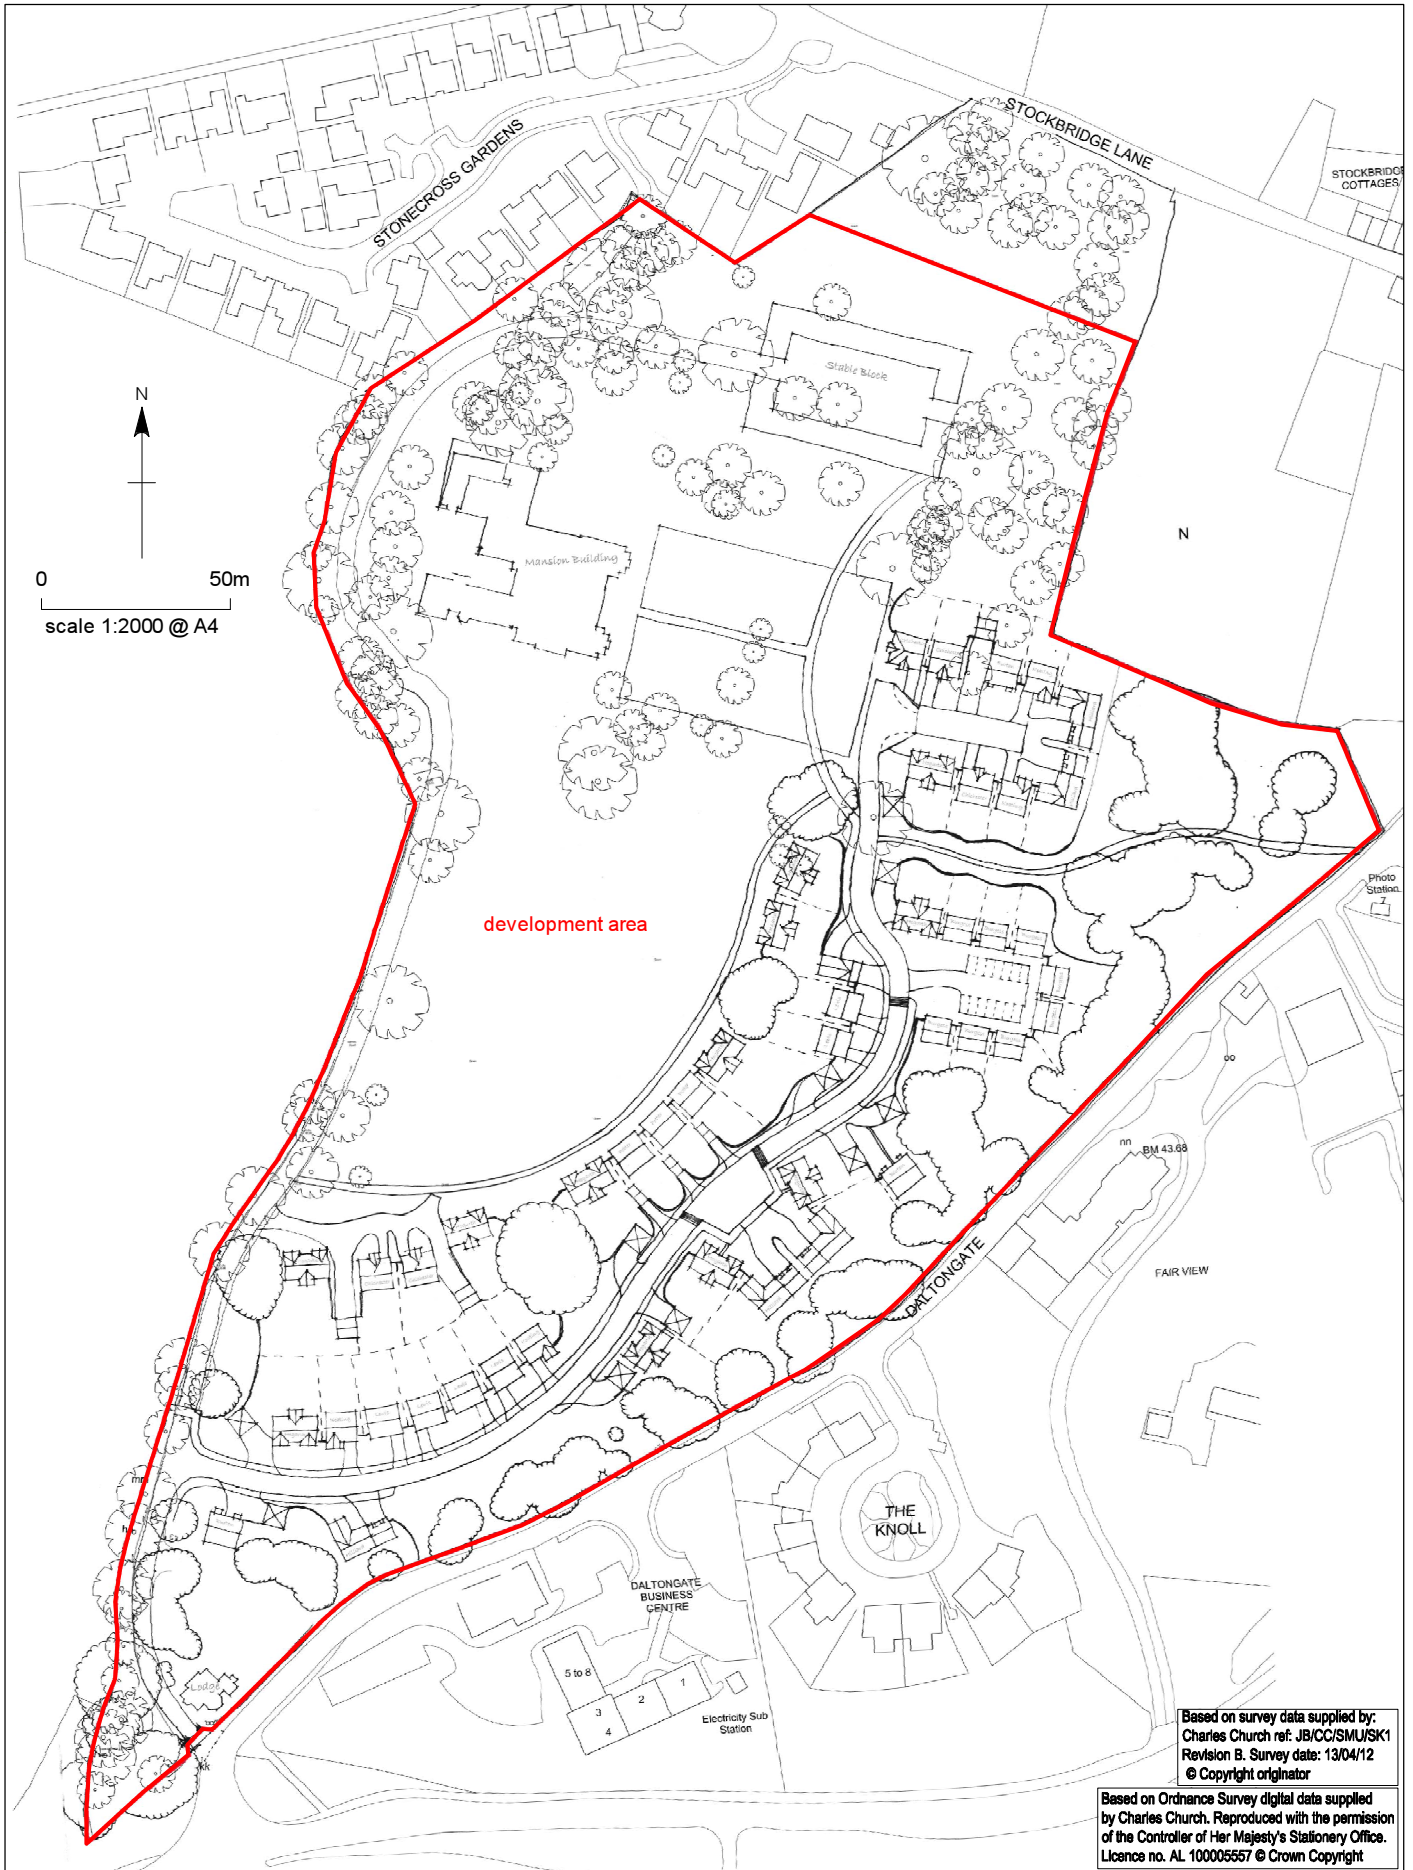 STOCKBRIDGE LANE
STOCKBRIDGE
COTTAGES
STONECROSS GARDENS
N
0 50m
scale 1:2000 @ A4
Stable Block
Mansion Building
N
development area
Photo
Station
7
oo
nn
BM 43.68
FAIR VIEW
DALTONGATE
THE
KNOLL
DALTONGATE
BUSINESS
CENTRE
5 to 8
3
4
2
1
Electricity Sub
Station
Lodge
kk
Based on survey data supplied by:
Charles Church ref: JB/CC/SMU/SK1
Revision B. Survey date: 13/04/12
© Copyright originator
Based on Ordnance Survey digital data supplied
by Charles Church. Reproduced with the permission
of the Controller of Her Majesty's Stationery Office.
Licence no. AL 100005557 © Crown Copyright